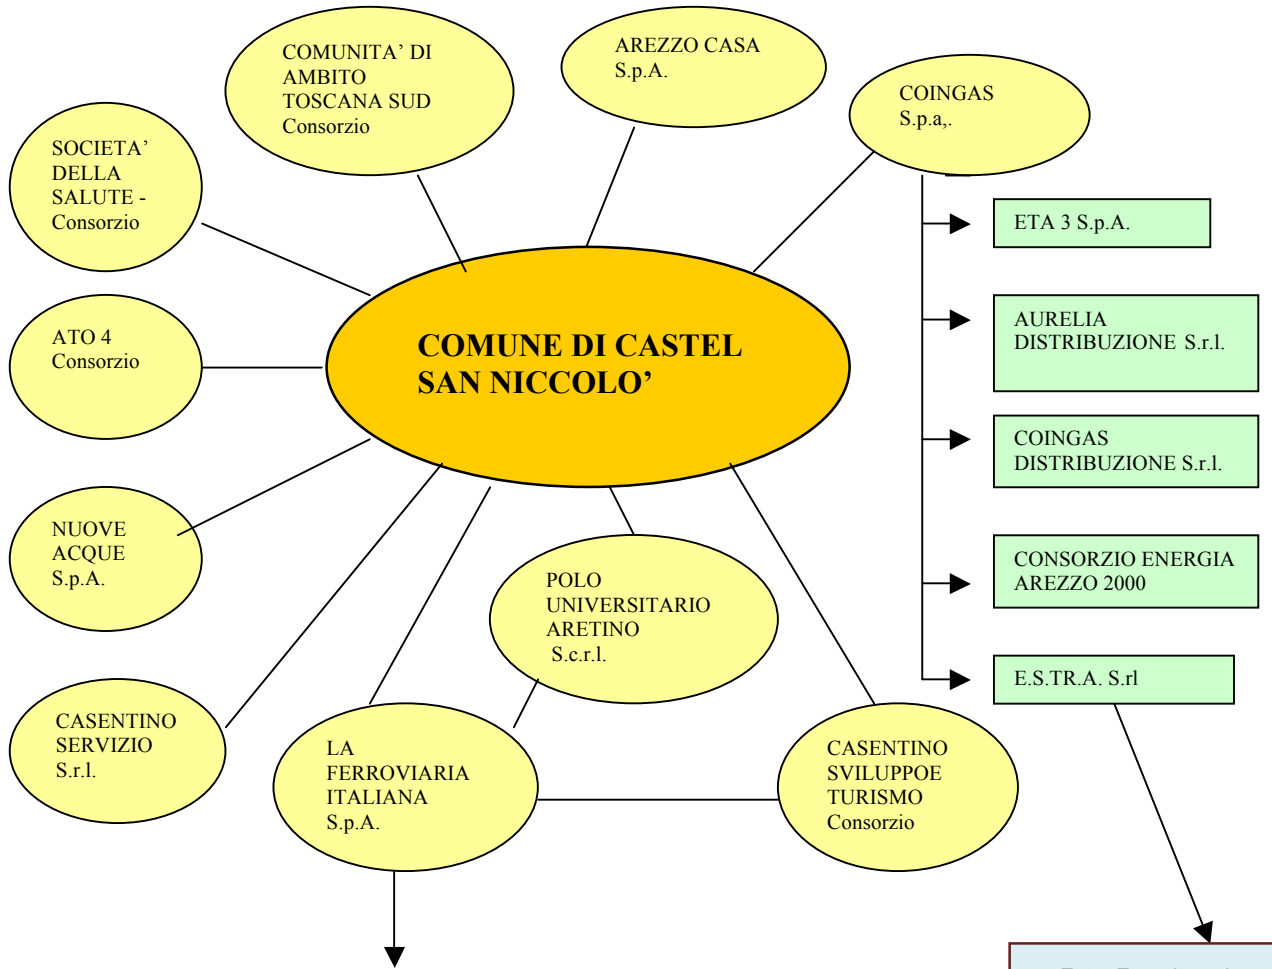 COMUNITA’ DI
AMBITO
TOSCANA SUD
Consorzio
AREZZO CASA
S.p.A.
COINGAS
S.p.a,.
SOCIETA’
DELLA
SALUTE -
Consorzio
ETA 3 S.p.A.
ATO 4
Consorzio
COMUNE DI CASTEL
SAN NICCOLO’
AURELIA
DISTRIBUZIONE S.r.l.
COINGAS
DISTRIBUZIONE S.r.l.
NUOVE
ACQUE
S.p.A.
POLO
UNIVERSITARIO
ARETINO
S.c.r.l.
CONSORZIO ENERGIA
AREZZO 2000
E.S.TR.A. Srl
CASENTINO
SERVIZIO
S.r.l.
LA
FERROVIARIA
ITALIANA
S.p.A.
CASENTINO
SVILUPPOE
TURISMO
Consorzio